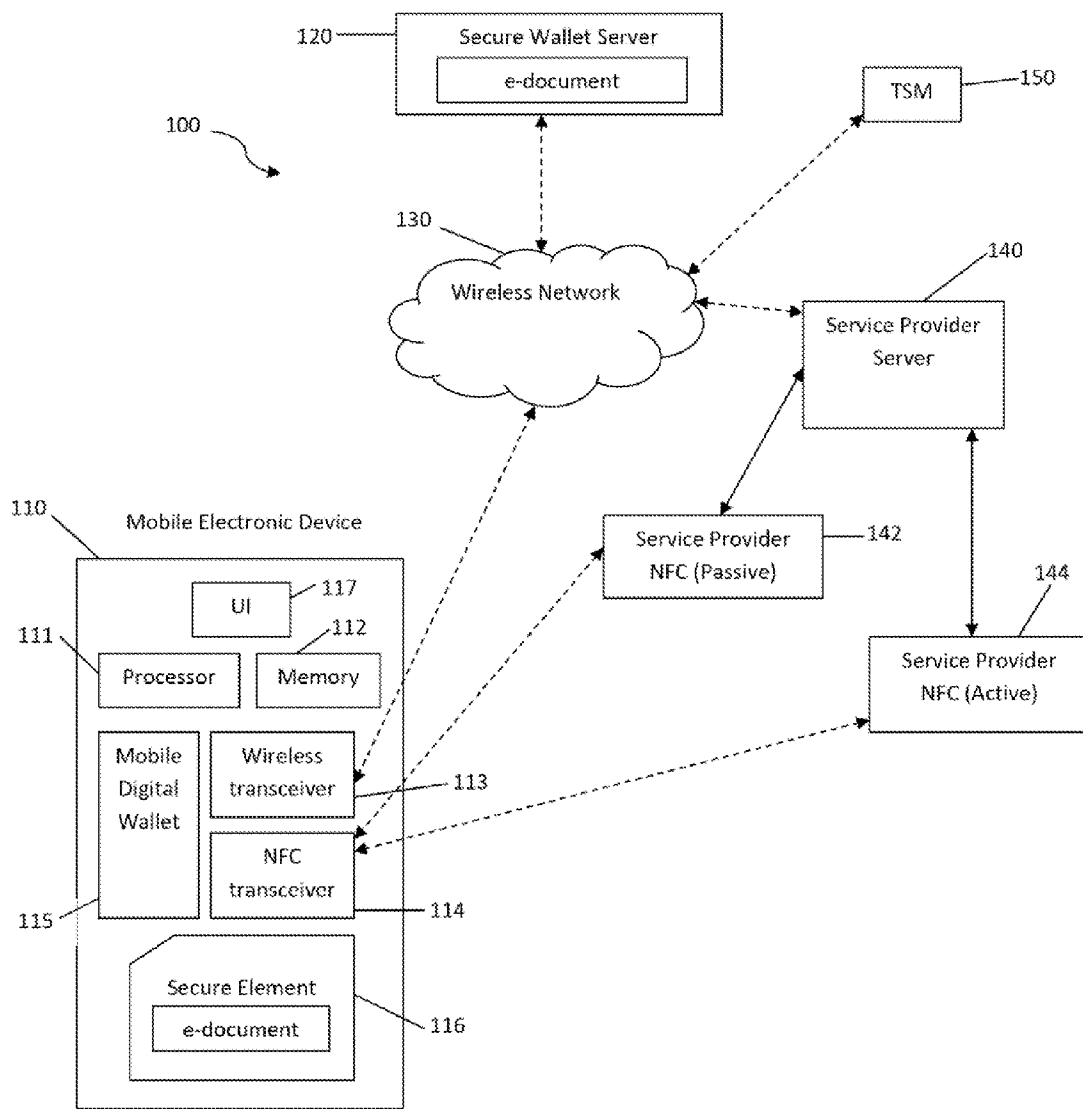 120
Secure Wallet Server
e-document
TSM
150
100
130
Wireless Network
140
Service Provider
Server
110
Mobile Electronic Device
Service Provider
NFC (Passive)
142
UI
117
144
111
112
Processor
Memory
Service Provider
NFC (Active)
Mobile
Digital
Wallet
Wireless
transceiver
113
NFC
transceiver
115
114
Secure Element
e-document
116